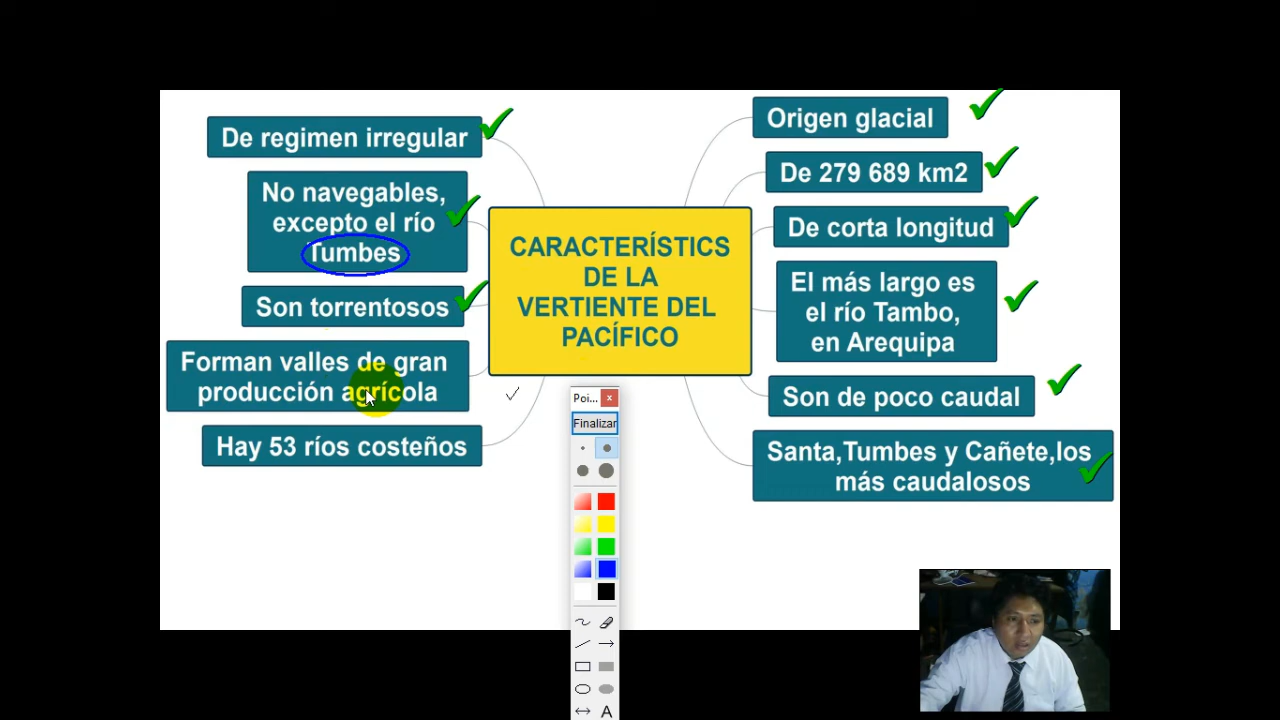 De regimen irregular
No navegables,
excepto el río
Tumbes
Son torrentosos
Forman valles de gran
producción agrícola
Hay 53 ríos costeños
CARACTERÍSTICS
DE LA
VERTIENTE DEL
PACÍFICO
Origen glacial
De 279 689 km2
De corta longitud
El más largo es
el río Tambo,
en Arequipa
Son de poco caudal
Santa,Tumbes y Cañete,los
más caudalosos
Poi...
Finalizar
A